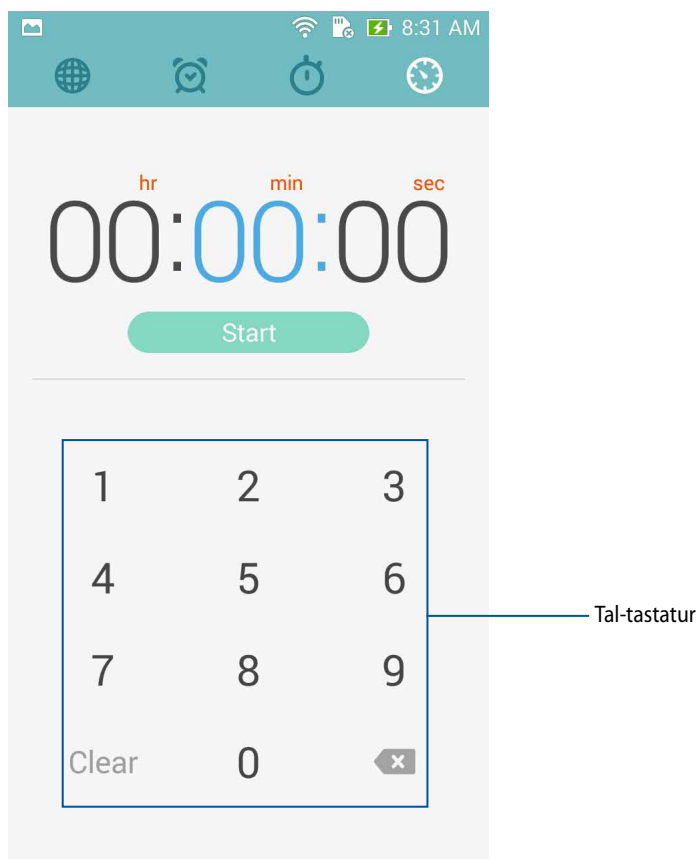 8:31 AM
hr min sec
00:00:00
Start
1 2 3
4 5 6
Tal-tastatur
7 8 9
Clear 0